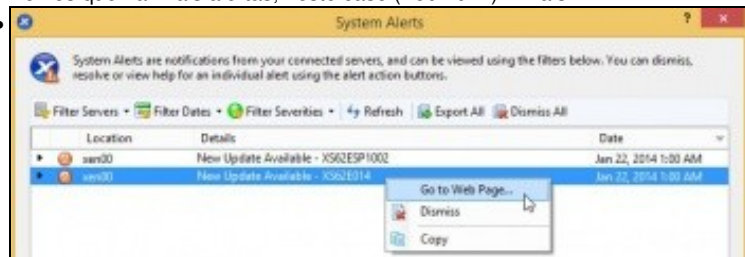 System Alerts
?
×
System Alerts are notifications from your connected servers, and can be viewed using the filters below. You can dismiss,
resolve or view help for an individual alert using the alert action buttons.
Filter Servers Filter Dates Filter Severities Refresh Export All Dismiss All
Location Details Date
xen00 New Update Available - XS62ESP1002 Jan 22, 2014 1:00 AM
xen00 New Update Available - XS62E014 Jan 22, 2014 1:00 AM
Go to Web Page...
Dismiss
Copy